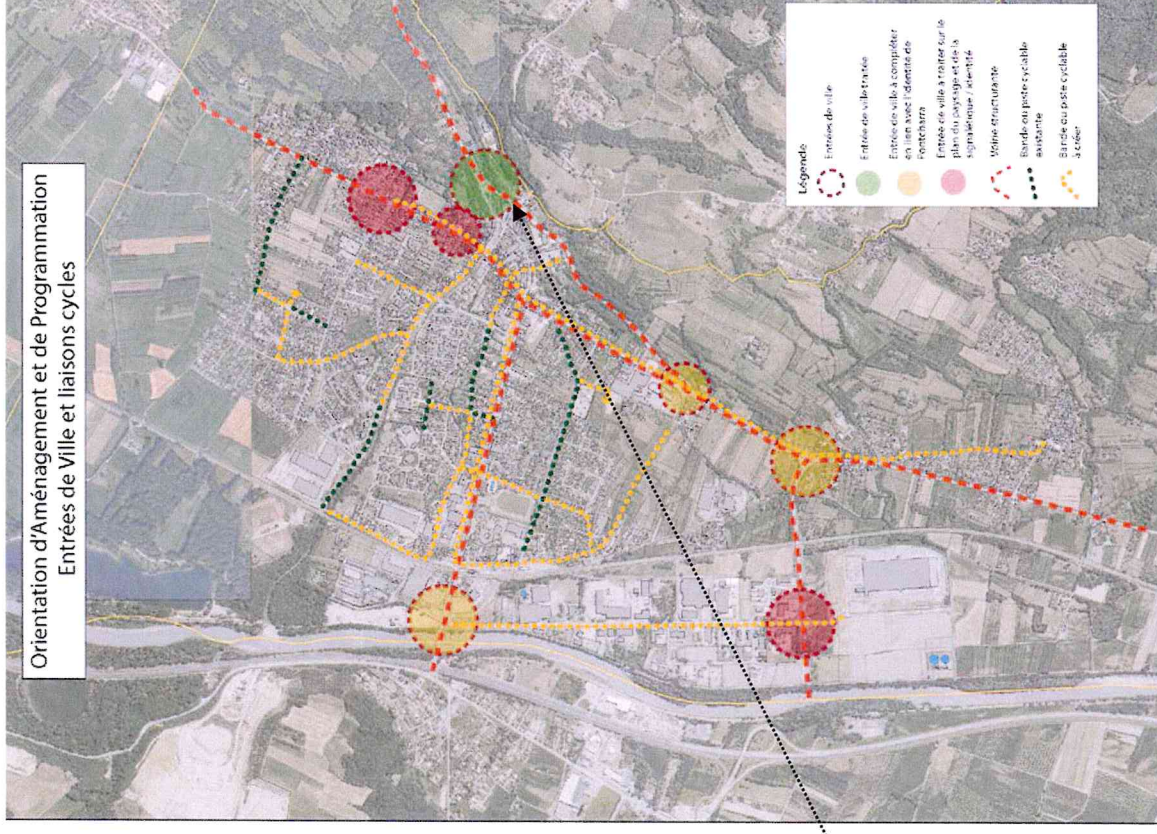 Orientation d'Aménagement et de Programmation
Entrées de Ville et liaisons cycles
Légende
Entrées de ville
Entrée de ville traitée
Entrée de ville à compléter
en lien avec l'identité de
Pontcharra
Entrée de ville à traiter sur le
plan du paysage et de la
signalétique / identité
Voirie structurante
Bande ou piste cyclable
existante
Bande ou piste cyclable
à créer